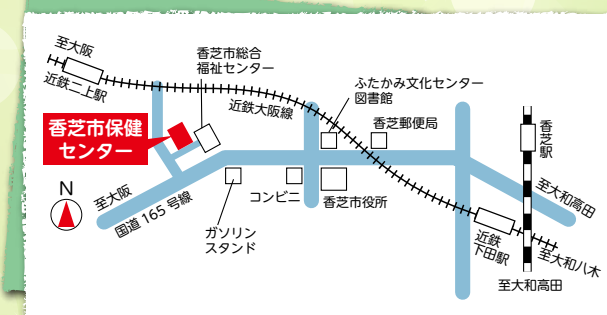 至大阪
近鉄二上駅
香芝市総合
福祉センター
近鉄大阪線
ふたかみ文化センター
図書館
香芝郵便局
香芝駅
香芝市保健
センター
N
至大阪
国道165号線
ガソリン
スタンド
コンビニ
香芝市役所
至大和高田
近鉄
下田駅
至大和八木
至大和高田